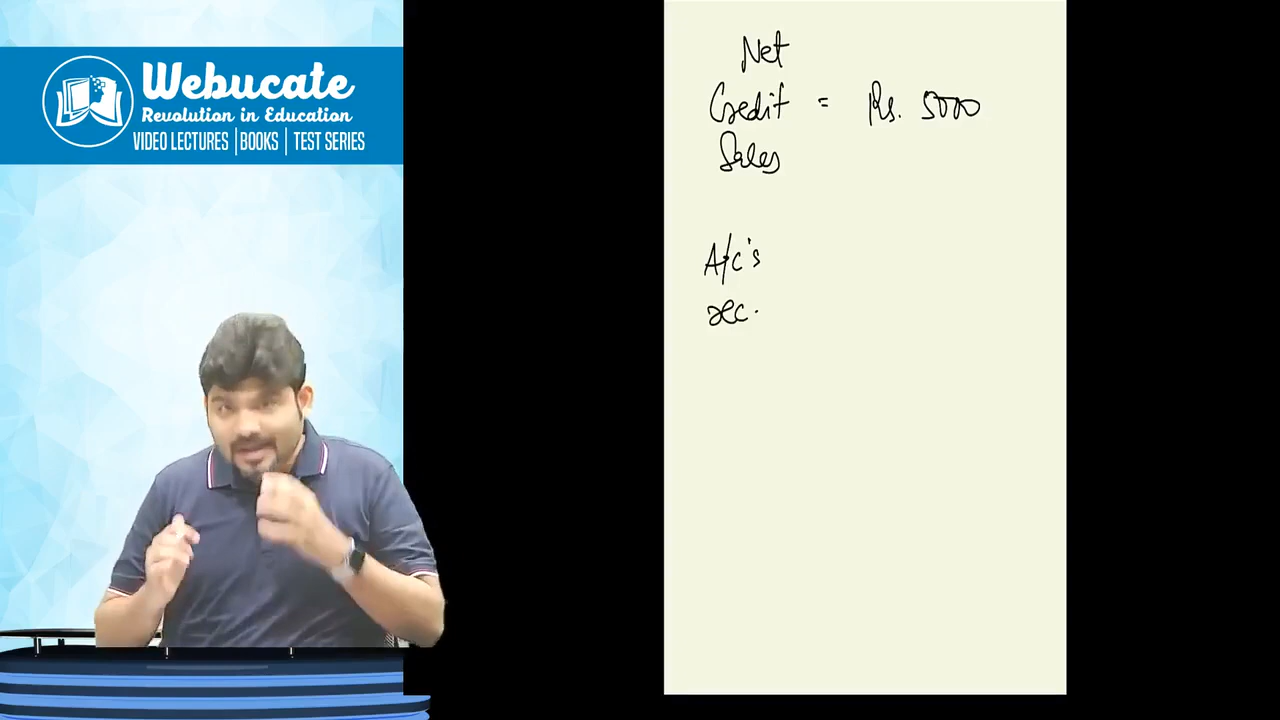 Webucate
Revolution in Education
VIDEO LECTURES | BOOKS | TEST SERIES
Net
Credit = Rs. 5000
Sales
A/c's
rec.